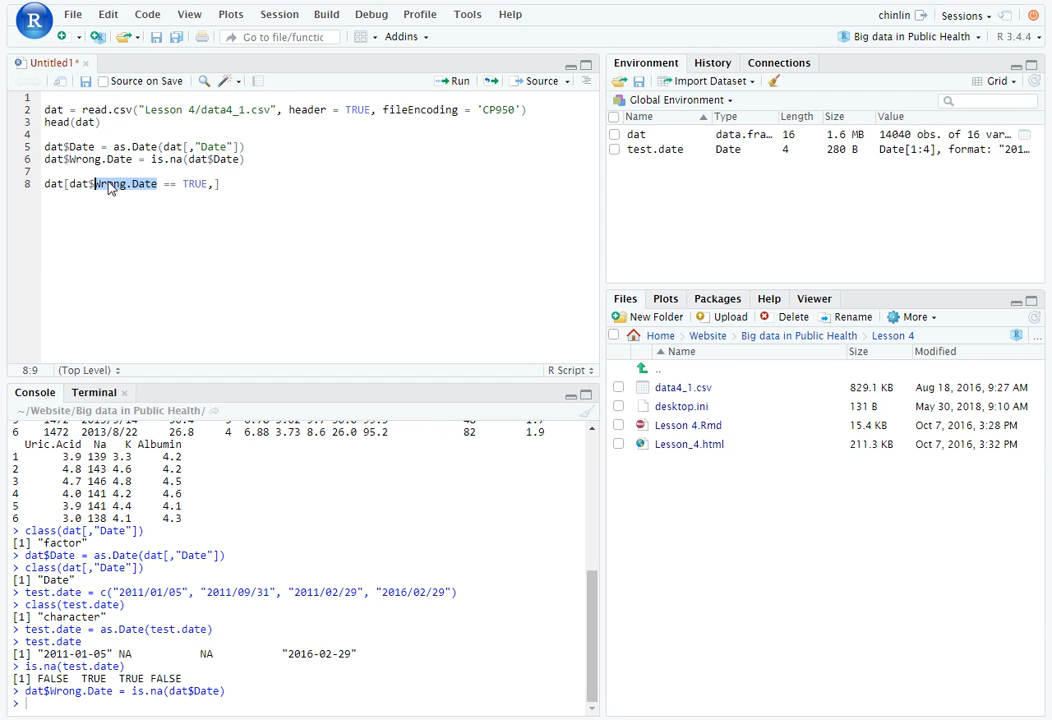 File Edit Code View Plots Session Build Debug Profile Tools Help
chinlin Sessions
Go to file/functic Addins
Big data in Public Health R 3.4.4
Untitled1*
Source on Save Run Source
1
2 dat = read.csv("Lesson 4/data4_1.csv", header = TRUE, fileEncoding = 'CP950')
3 head(dat)
4
5 dat$Date = as.Date(dat[,"Date"])
6 dat$Wrong.Date = is.na(dat$Date)
7
8 dat[dat$Wrong.Date == TRUE,]
8:9 (Top Level) R Script
Console Terminal
~/Website/Big data in Public Health/
6 1472 2013/8/22 26.8 4 6.88 3.73 8.6 26.0 95.2 82 1.9
Uric.Acid Na K Albumin
1 3.9 139 3.3 4.2
2 4.8 143 4.6 4.2
3 4.7 146 4.8 4.5
4 4.0 141 4.2 4.6
5 3.9 141 4.4 4.1
6 3.0 138 4.1 4.3
> class(dat[,"Date"])
[1] "factor"
> dat$Date = as.Date(dat[,"Date"])
> class(dat[,"Date"])
[1] "Date"
> test.date = c("2011/01/05", "2011/09/31", "2011/02/29", "2016/02/29")
> class(test.date)
[1] "character"
> test.date = as.Date(test.date)
> test.date
[1] "2011-01-05" NA NA "2016-02-29"
> is.na(test.date)
[1] FALSE TRUE TRUE FALSE
> dat$Wrong.Date = is.na(dat$Date)
>
Environment History Connections
Import Dataset Grid
Global Environment
Name Type Length Size Value
dat data.fra… 16 1.6 MB 14040 obs. of 16 var…
test.date Date 4 280 B Date[1:4], format: "201…
Files Plots Packages Help Viewer
New Folder Upload Delete Rename More
Home Website Big data in Public Health Lesson 4 ...
Name Size Modified
..
data4_1.csv 829.1 KB Aug 18, 2016, 9:27 AM
desktop.ini 131 B May 30, 2018, 9:10 AM
Lesson 4.Rmd 15.4 KB Oct 7, 2016, 3:28 PM
Lesson_4.html 211.3 KB Oct 7, 2016, 3:32 PM